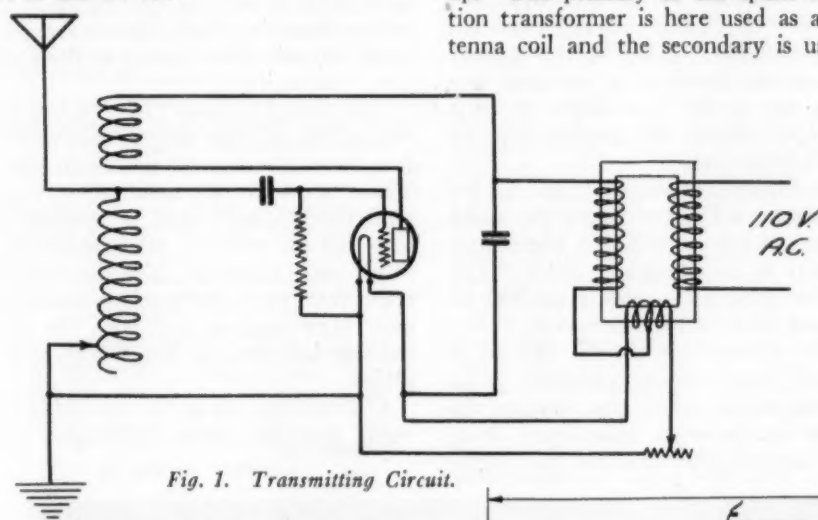 tion transformer is here used as a
tenna coil and the secondary is
110 V.
A.C.
Fig. 1. Transmitting Circuit.